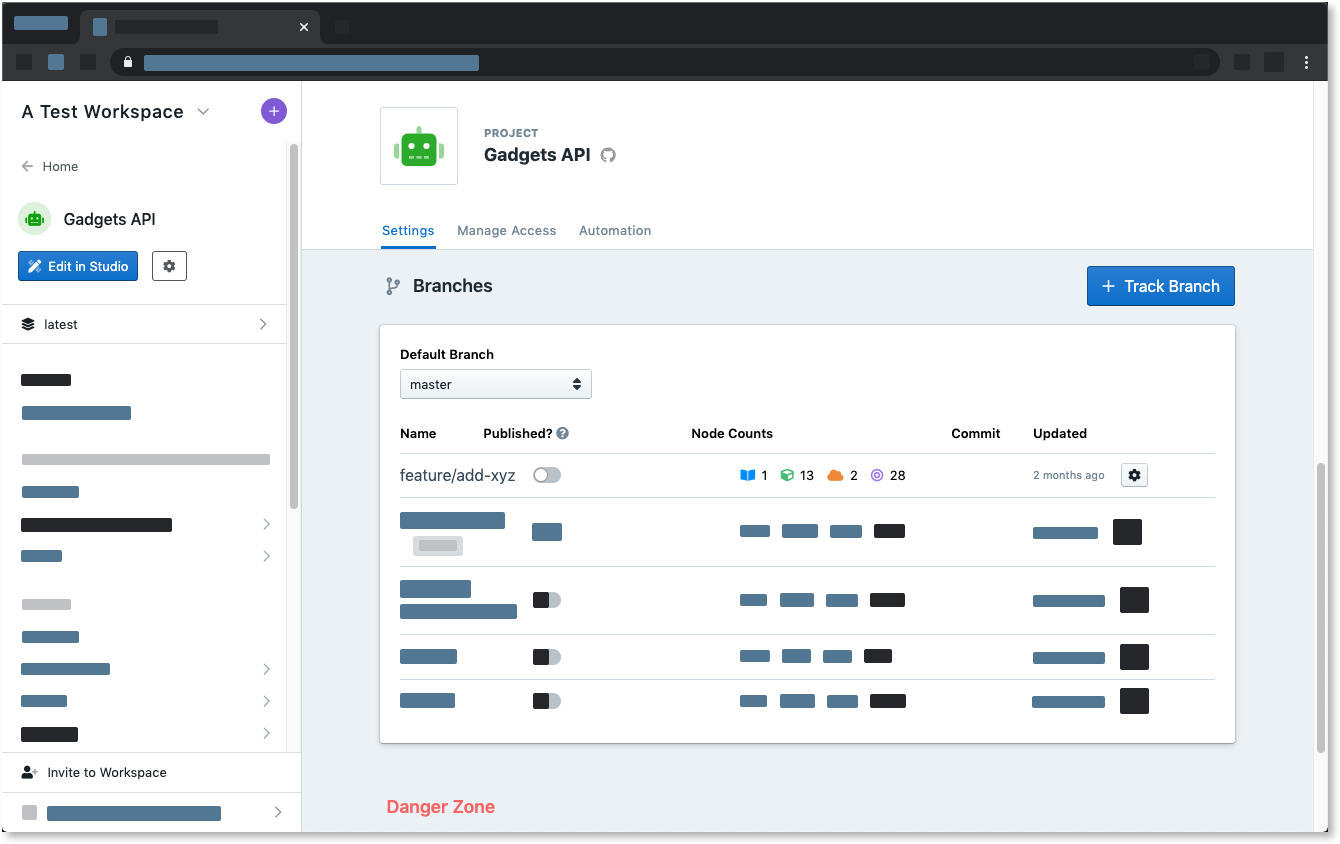 A Test Workspace
Home
Gadgets API
Edit in Studio
latest
Invite to Workspace
PROJECT
Gadgets API
Settings Manage Access Automation
Branches
Track Branch
Default Branch
master
Name Published? Node Counts Commit Updated
feature/add-xyz 1 13 2 28 2 months ago
Danger Zone